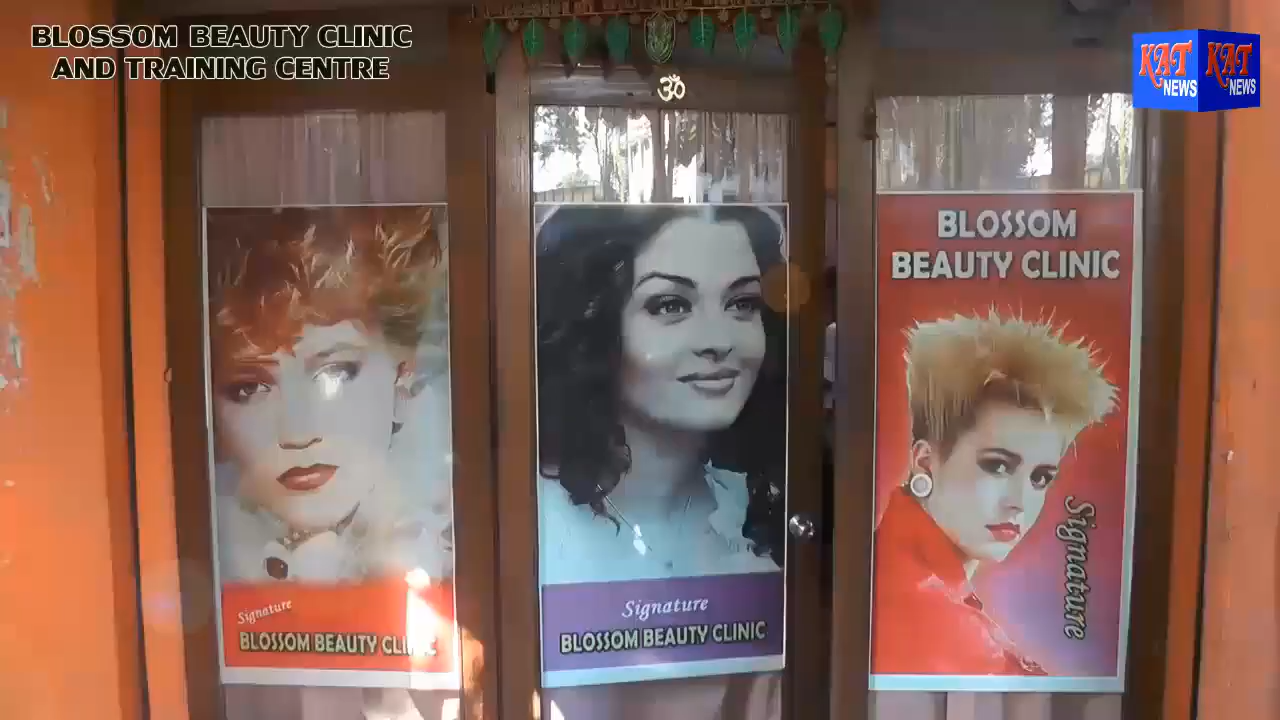 BLOSSOM BEAUTY CLINIC
AND TRAINING CENTRE
KAT NEWS
KAT NEWS
ॐ
Signature
BLOSSOM BEAUTY CLINIC
Signature
BLOSSOM BEAUTY CLINIC
BLOSSOM
BEAUTY CLINIC
Signature